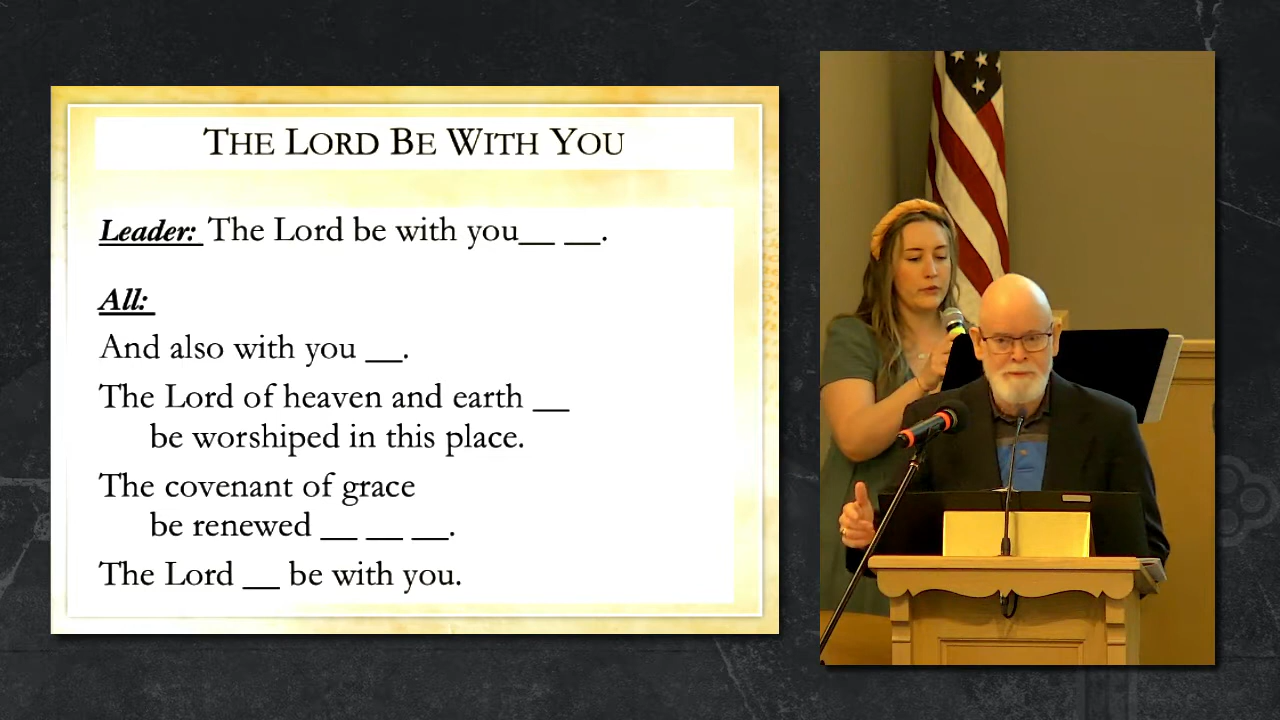 THE LORD BE WITH YOU
Leader: The Lord be with you__ __.
All:
And also with you __.
The Lord of heaven and earth __
be worshiped in this place.
The covenant of grace
be renewed __ __ __.
The Lord __ be with you.